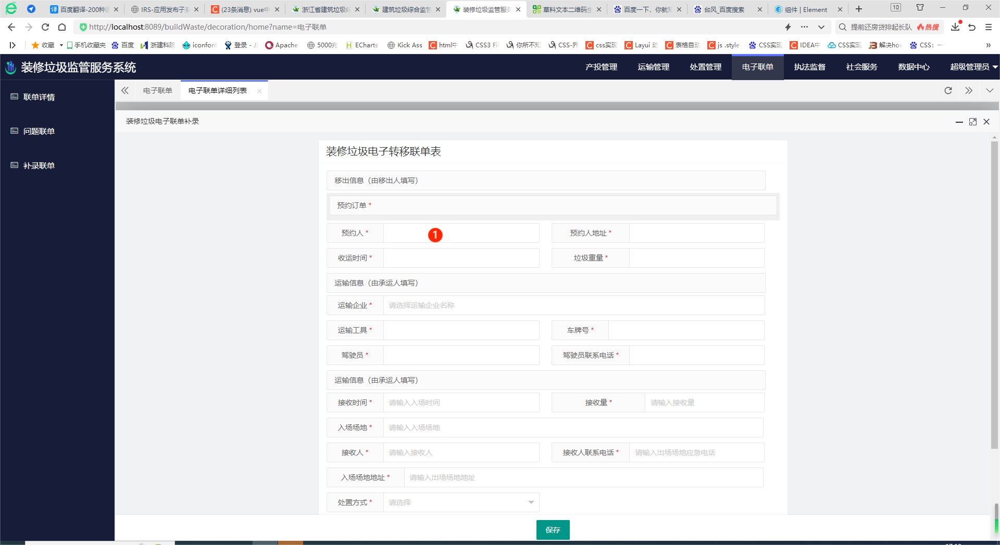 百度翻译-200种语
IRS-应用发布子系
(23条消息) vue中
浙江省建筑垃圾综
建筑垃圾综合监管
装修垃圾监管服务
草料文本二维码生
百度一下，你就知
台风_百度搜索
组件 | Element
10
http://localhost:8089/buildWaste/decoration/home?name=电子联单
提前还房贷排起长队
热搜
收藏
手机收藏夹
百度
浙建科院
iconfont
登录 - JI
Apache
5000兆
ECharts
Kick Ass
html中
CSS3 Fil
你所不知
CSS-界
css实现
Layui 动
表格自动
js .style
CSS实现
IDEA中
CSS实现
解决hov
CSS: —
装修垃圾监管服务系统
产投管理
运输管理
处置管理
电子联单
执法监督
社会服务
数据中心
超级管理员
联单详情
问题联单
补录联单
电子联单
电子联单详细列表
装修垃圾电子联单补录
装修垃圾电子转移联单表
移出信息（由移出人填写）
预约订单 *
预约人 *
1
预约人地址 *
收运时间 *
垃圾重量 *
运输信息（由承运人填写）
运输企业 *
请选择运输企业名称
运输工具 *
车牌号 *
驾驶员 *
驾驶员联系电话 *
运输信息（由承运人填写）
接收时间 *
请输入入场时间
接收量 *
请输入接收量
入场场地 *
请输入入场场地
接收人 *
请输入接收人
接收人联系电话 *
请输入出场场地应急电话
入场场地地址 *
请输入出场场地地址
处置方式 *
请选择
保存